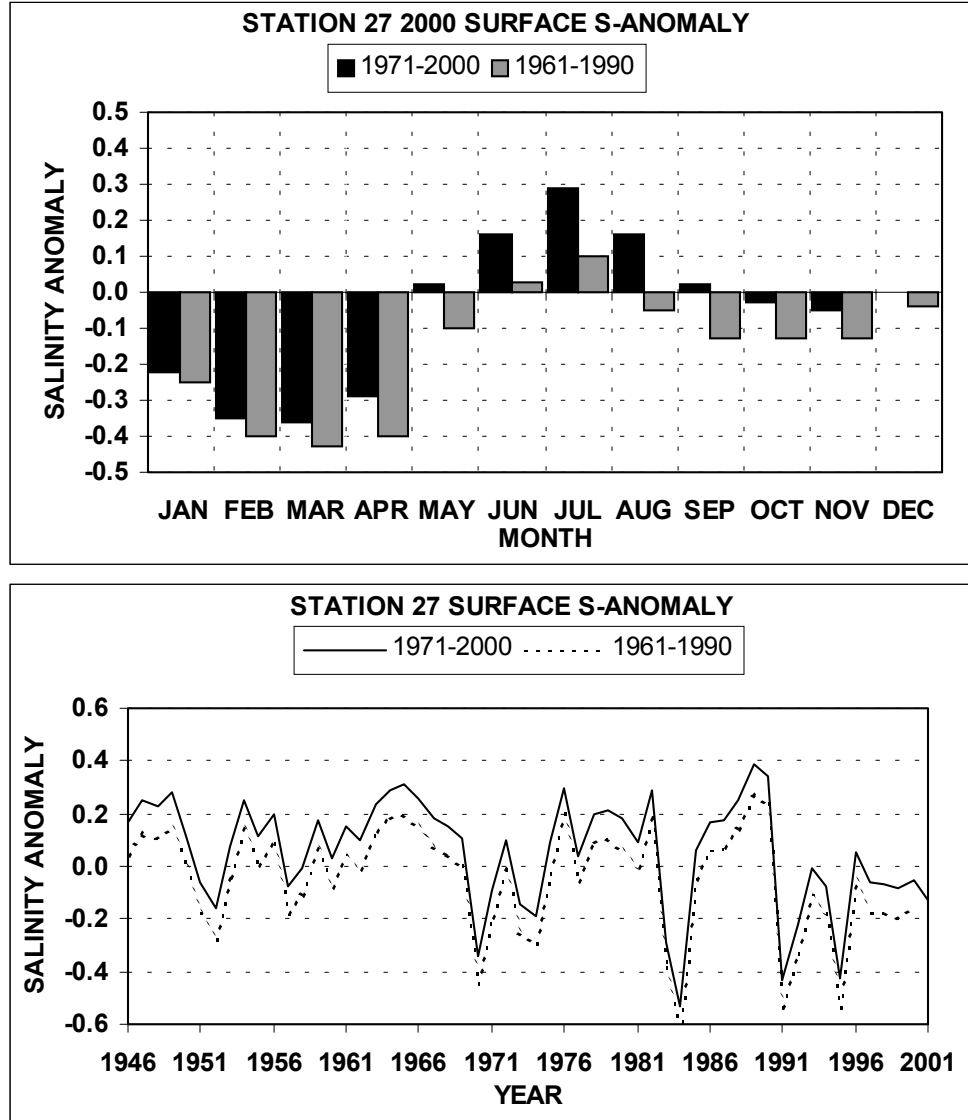 STATION 27 2000 SURFACE S-ANOMALY
1971-2000 1961-1990
SALINITY ANOMALY
0.5
0.4
0.3
0.2
0.1
0.0
-0.1
-0.2
-0.3
-0.4
-0.5
JAN FEB MAR APR MAY JUN JUL AUG SEP OCT NOV DEC
MONTH
STATION 27 SURFACE S-ANOMALY
1971-2000 1961-1990
SALINITY ANOMALY
0.6
0.4
0.2
0.0
-0.2
-0.4
-0.6
1946 1951 1956 1961 1966 1971 1976 1981 1986 1991 1996 2001
YEAR